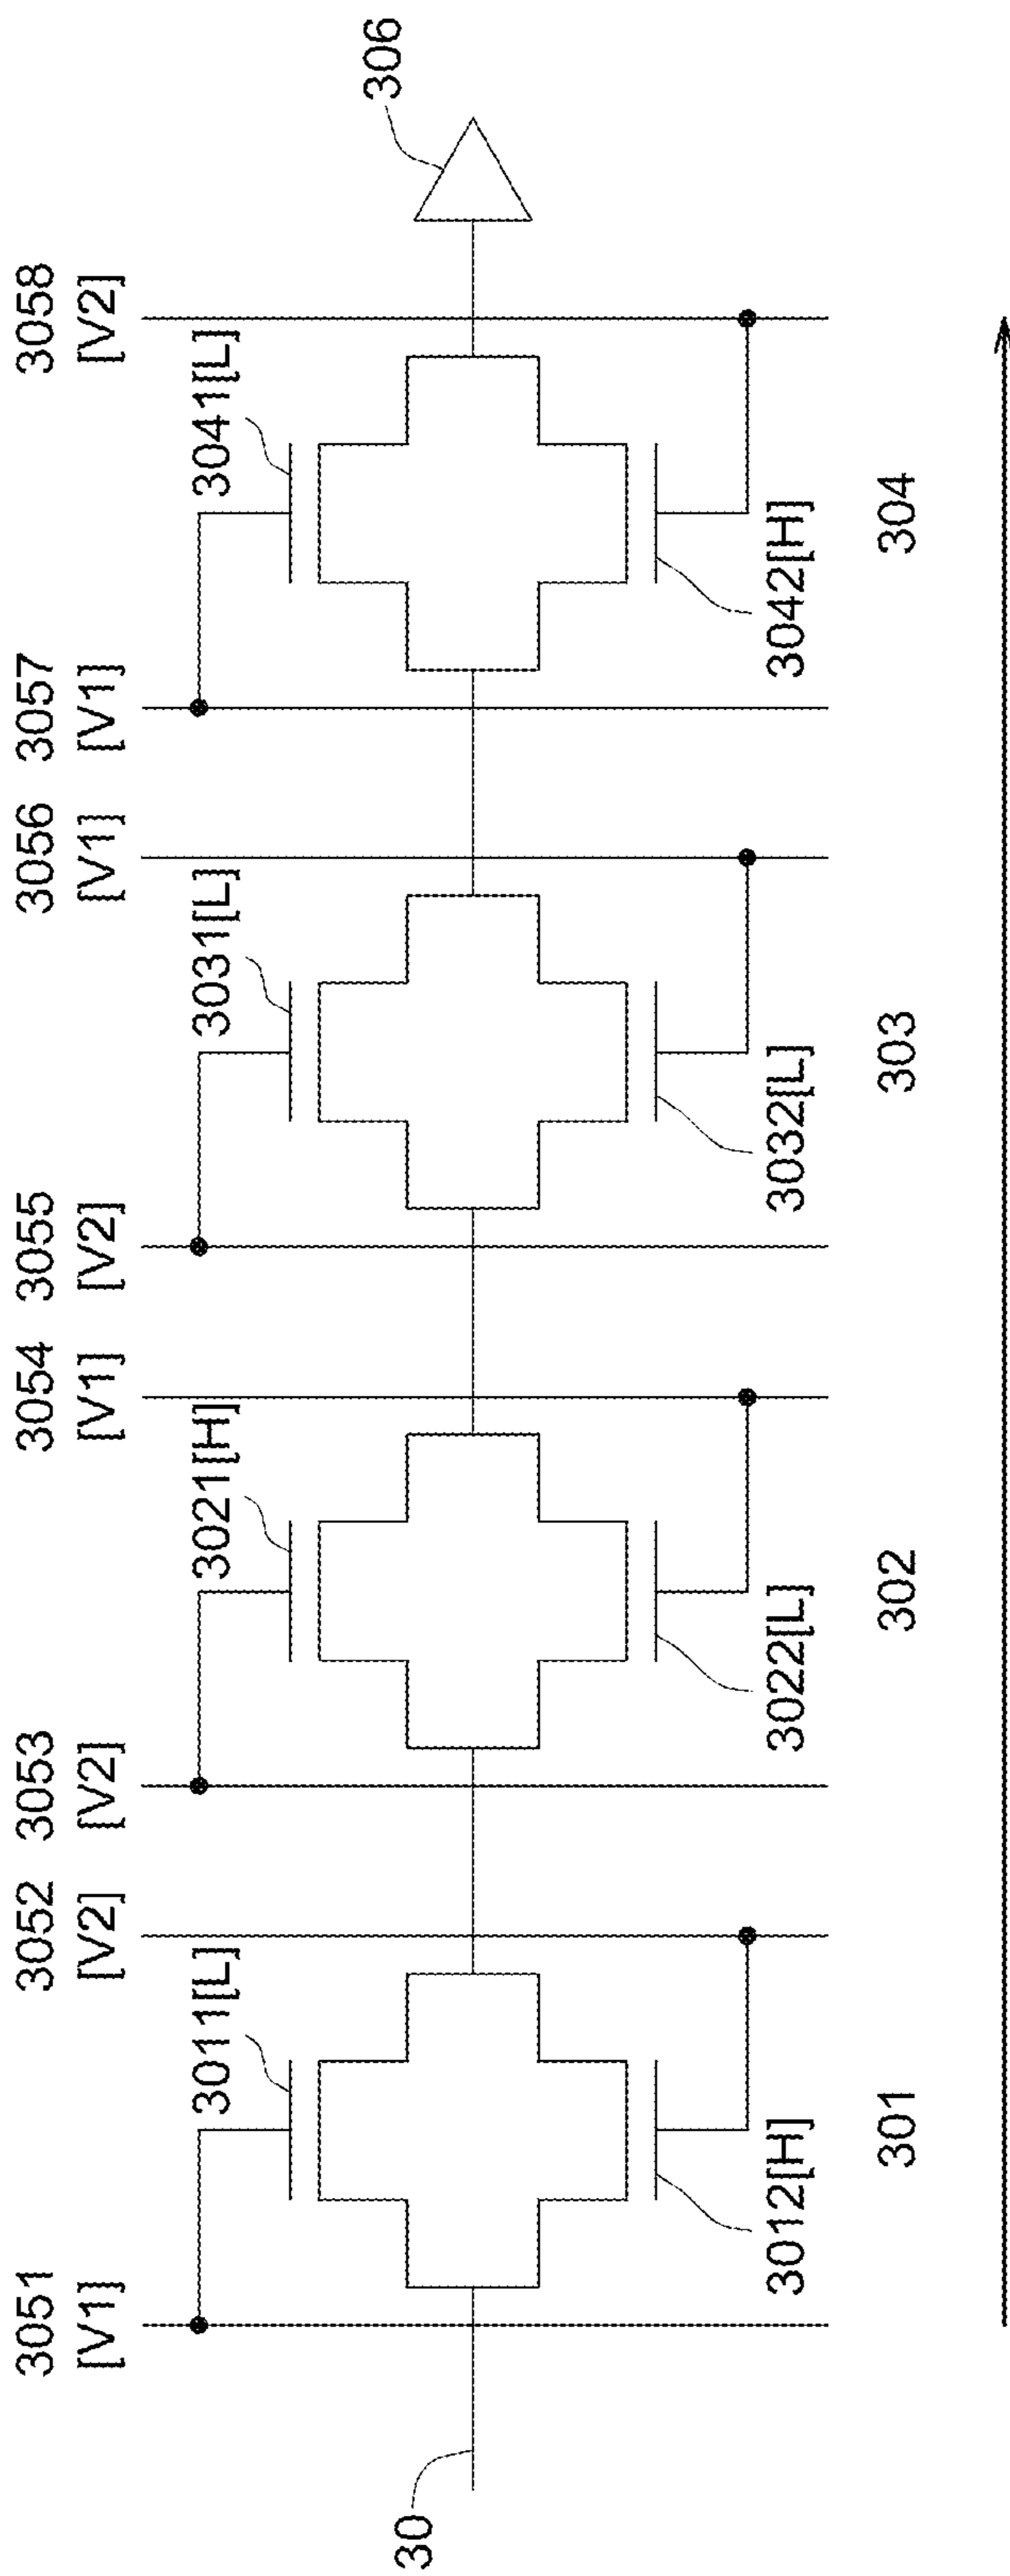 3051 3052 3053 3054 3055 3056 3057 3058
[V1] [V2] [V2] [V1] [V2] [V1] [V1] [V2]
3011[L] 3021[H] 3031[L] 3041[L]
30 306
3012[H] 3022[L] 3032[L] 3042[H]
301 302 303 304